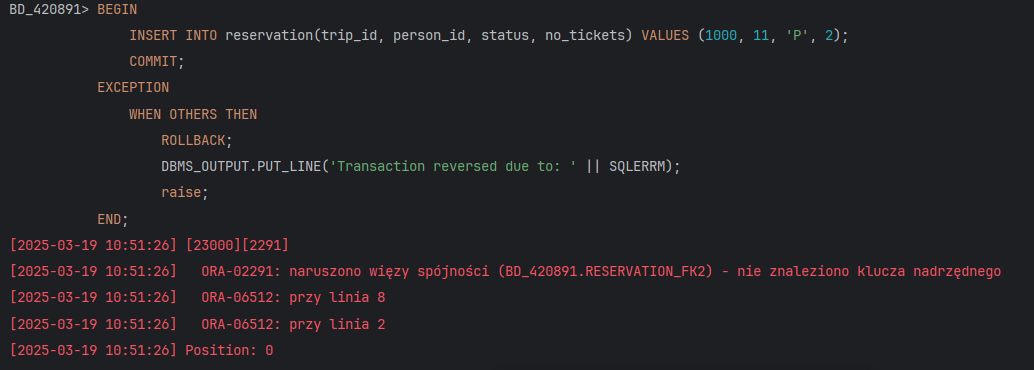 BD_420891> BEGIN
INSERT INTO reservation(trip_id, person_id, status, no_tickets) VALUES (1000, 11, 'P', 2);
COMMIT;
EXCEPTION
WHEN OTHERS THEN
ROLLBACK;
DBMS_OUTPUT.PUT_LINE('Transaction reversed due to: ' || SQLERRM);
raise;
END;
[2025-03-19 10:51:26] [23000][2291]
[2025-03-19 10:51:26] ORA-02291: naruszono więzy spójności (BD_420891.RESERVATION_FK2) - nie znaleziono klucza nadrzędnego
[2025-03-19 10:51:26] ORA-06512: przy linia 8
[2025-03-19 10:51:26] ORA-06512: przy linia 2
[2025-03-19 10:51:26] Position: 0